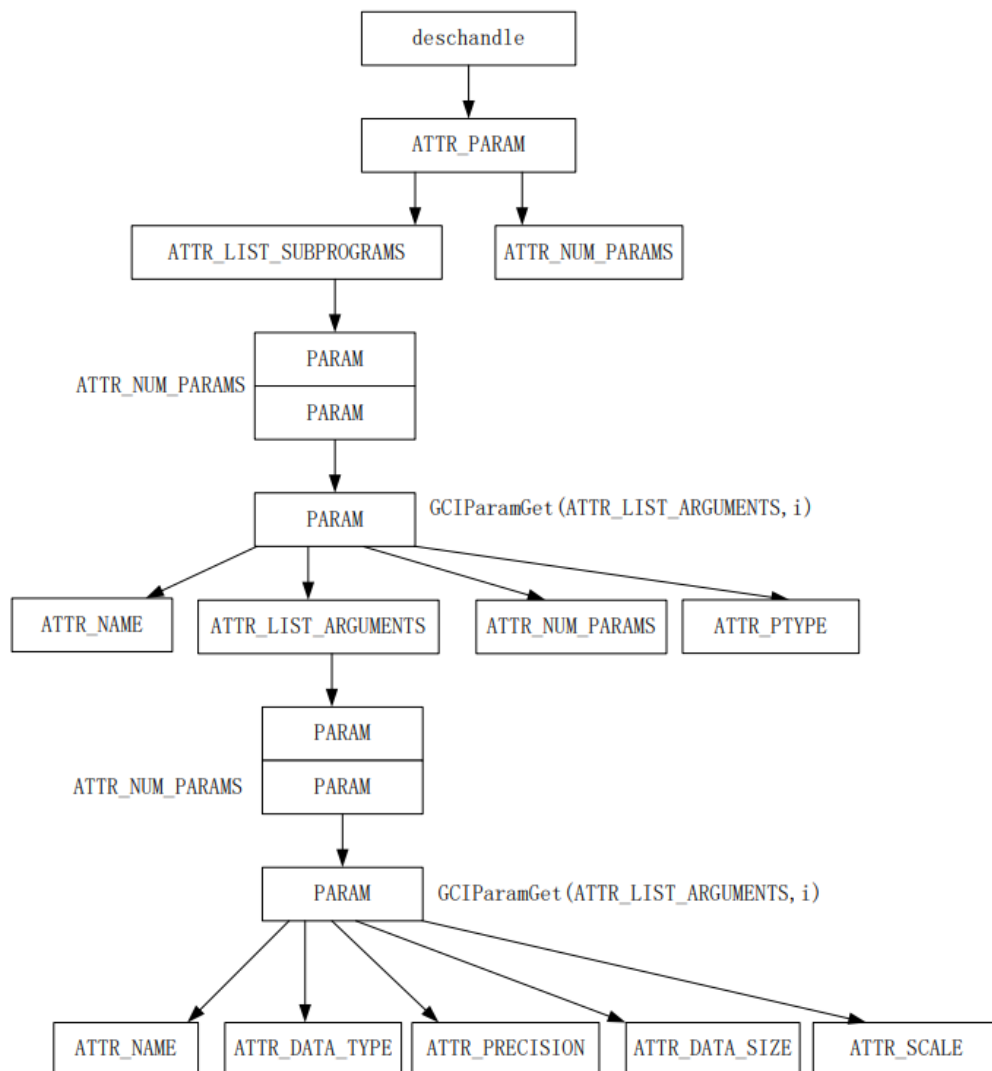 deschandle
ATTR_PARAM
ATTR_LIST_SUBPROGRAMS
ATTR_NUM_PARAMS
PARAM
ATTR_NUM_PARAMS
PARAM
PARAM
GCIParamGet(ATTR_LIST_ARGUMENTS,i)
ATTR_NAME
ATTR_LIST_ARGUMENTS
ATTR_NUM_PARAMS
ATTR_PTYPE
PARAM
ATTR_NUM_PARAMS
PARAM
PARAM
GCIParamGet(ATTR_LIST_ARGUMENTS,i)
ATTR_NAME
ATTR_DATA_TYPE
ATTR_PRECISION
ATTR_DATA_SIZE
ATTR_SCALE